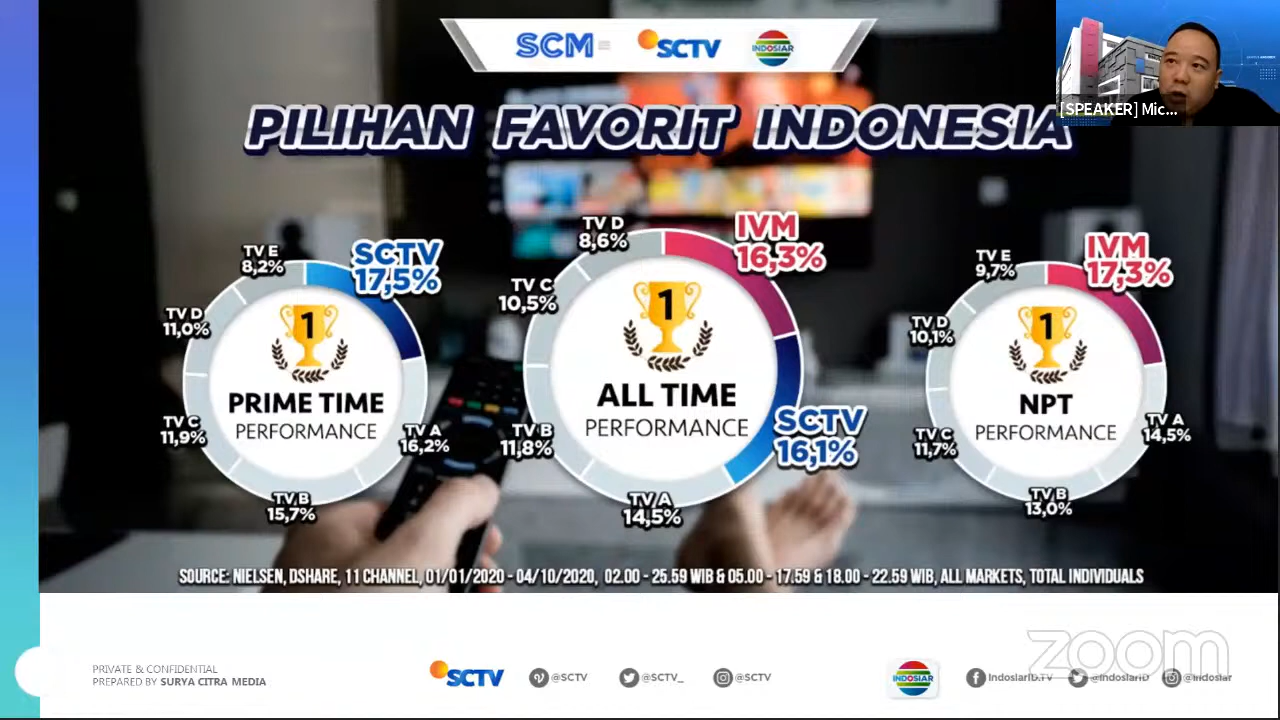 SCM
SCTV
INDOSIAR
[SPEAKER] Mic...
PILIHAN FAVORIT INDONESIA
TV E
8,2%
SCTV
17,5%
TV D
11,0%
TV C
11,9%
TV B
15,7%
TV A
16,2%
1
PRIME TIME
PERFORMANCE
TV D
8,6%
IVM
16,3%
TV C
10,5%
TV B
11,8%
TV A
14,5%
SCTV
16,1%
1
ALL TIME
PERFORMANCE
TV E
9,7%
IVM
17,3%
TV D
10,1%
TV C
11,7%
TV B
13,0%
TV A
14,5%
1
NPT
PERFORMANCE
SOURCE: NIELSEN, DSHARE, 11 CHANNEL, 01/01/2020 - 04/10/2020, 02.00 - 25.59 WIB & 05.00 - 17.59 & 18.00 - 22.59 WIB, ALL MARKETS, TOTAL INDIVIDUALS
zoom
PRIVATE & CONFIDENTIAL
PREPARED BY SURYA CITRA MEDIA
SCTV
@SCTV
@SCTV_
@SCTV
INDOSIAR
IndosiarID.TV
@IndosiarID
@Indosiar